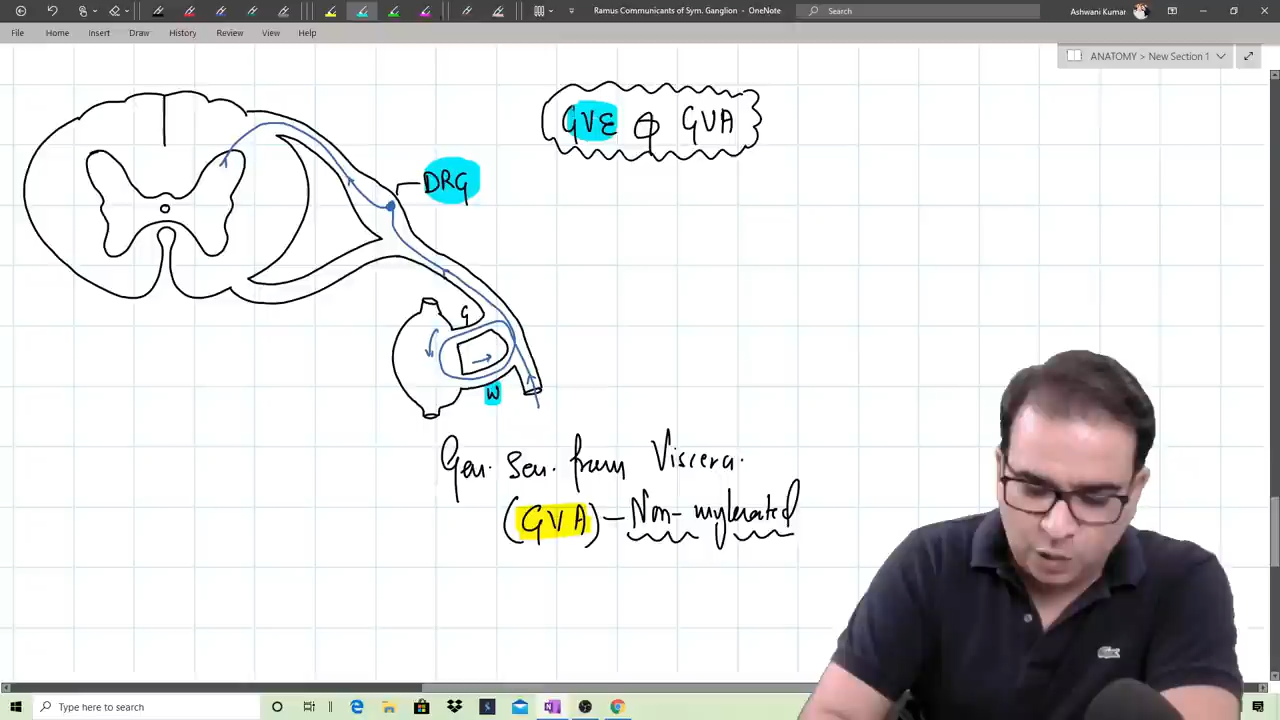 Ramus Communicants of Sym. Ganglion - OneNote
Search
Ashwani Kumar
File Home Insert Draw History Review View Help
ANATOMY > New Section 1
GVE GVA
DRG
G
W
Gen. Sen. from Viscera.
(GVA) – Non-mylerated
Type here to search